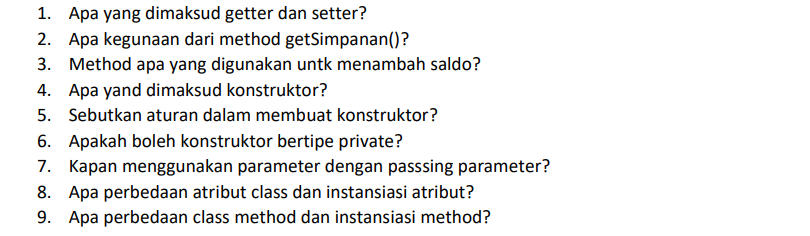 1. Apa yang dimaksud getter dan setter?
2. Apa kegunaan dari method getSimpanan()?
3. Method apa yang digunakan untk menambah saldo?
4. Apa yand dimaksud konstruktor?
5. Sebutkan aturan dalam membuat konstruktor?
6. Apakah boleh konstruktor bertipe private?
7. Kapan menggunakan parameter dengan passsing parameter?
8. Apa perbedaan atribut class dan instansiasi atribut?
9. Apa perbedaan class method dan instansiasi method?